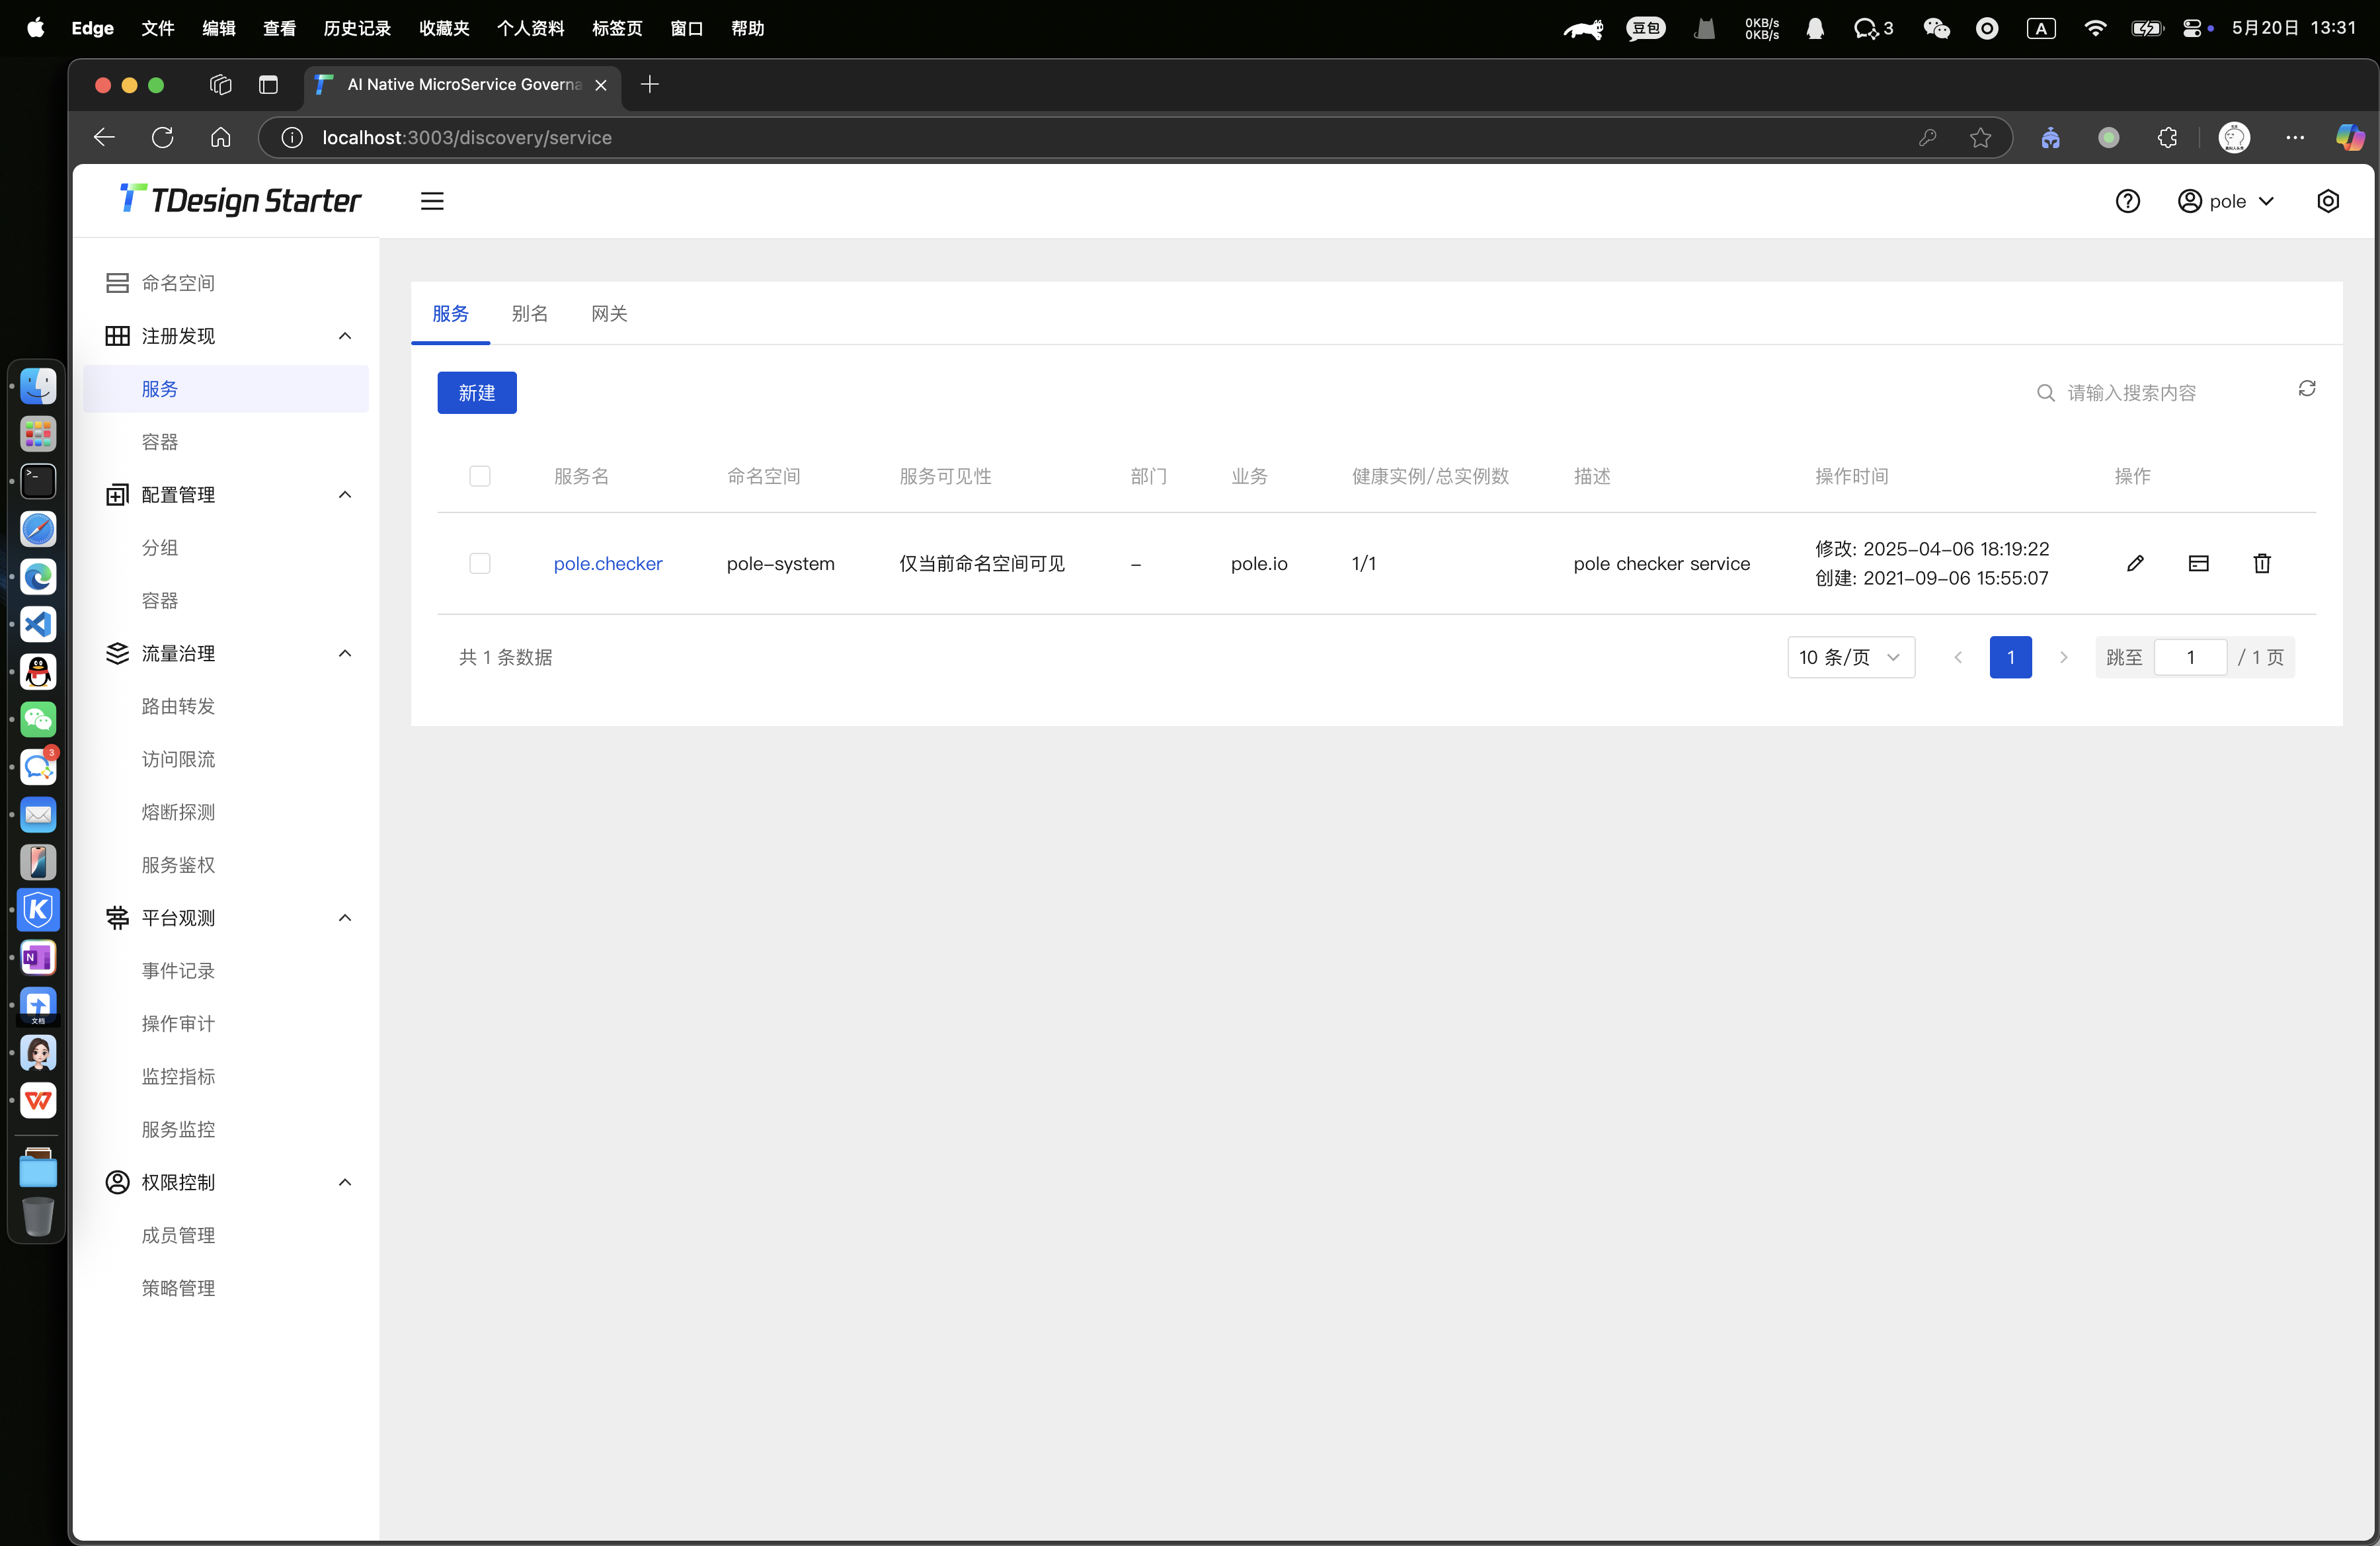 Edge 文件 编辑 查看 历史记录 收藏夹 个人资料 标签页 窗口 帮助 豆包 0KB/s 0KB/s 3 A 5月20日 13:31
AI Native MicroService Governa
localhost:3003/discovery/service
TDesign Starter
pole
命名空间
注册发现
服务
容器
配置管理
分组
容器
流量治理
路由转发
访问限流
熔断探测
服务鉴权
平台观测
事件记录
操作审计
监控指标
服务监控
权限控制
成员管理
策略管理
服务 别名 网关
新建 请输入搜索内容
服务名 命名空间 服务可见性 部门 业务 健康实例/总实例数 描述 操作时间 操作
pole.checker pole-system 仅当前命名空间可见 - pole.io 1/1 pole checker service 修改: 2025-04-06 18:19:22
创建: 2021-09-06 15:55:07
共 1 条数据 10 条/页 1 跳至 1 / 1 页
3
文档